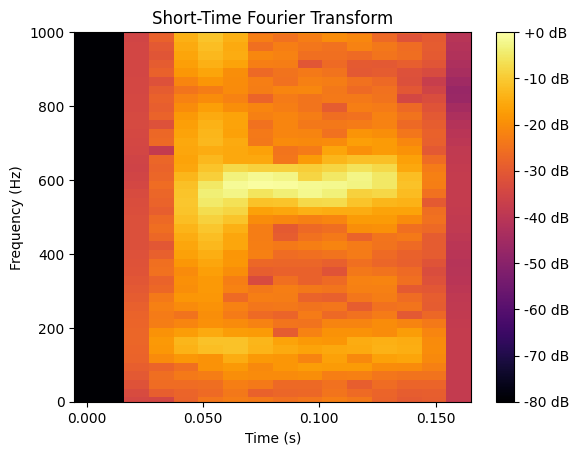 Short-Time Fourier Transform
1000
800
600
400
200
0
Frequency (Hz)
0.000
0.050
0.100
0.150
Time (s)
+0 dB
-10 dB
-20 dB
-30 dB
-40 dB
-50 dB
-60 dB
-70 dB
-80 dB